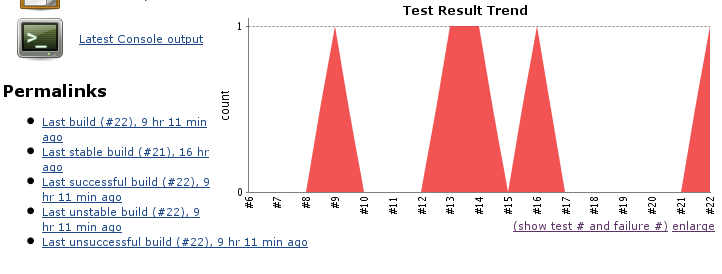 Latest Console output
Permalinks
Last build (#22), 9 hr 11 min
ago
Last stable build (#21), 16 hr
ago
Last successful build (#22), 9
hr 11 min ago
Last unstable build (#22), 9
hr 11 min ago
Last unsuccessful build (#22), 9 hr 11 min ago
Test Result Trend
count
1
0
#6
#7
#8
#9
#10
#11
#12
#13
#14
#15
#16
#17
#18
#19
#20
#21
#22
(show test # and failure #) enlarge